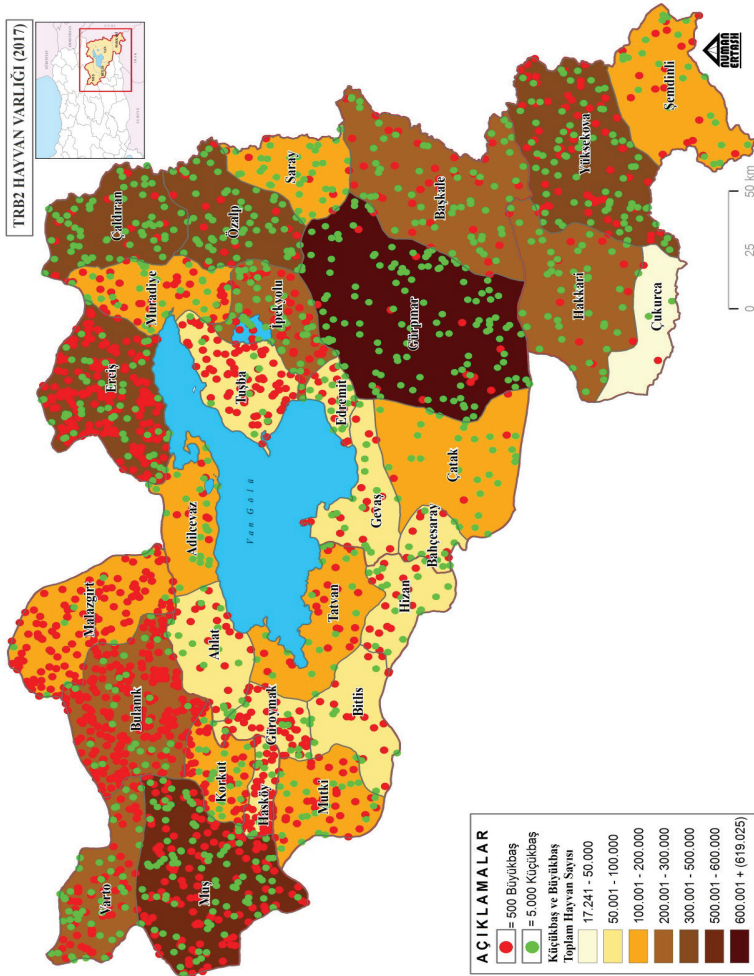 TRB2 HAYVAN VARLIĞI (2017)
Çaldıran
Özalp
Saray
Muradiye
İpekyolu
Başkale
Erciş
Tuşba
Edremit
Gürpınar
Yüksekova
Şemdinli
Hakkari
Çukurca
Adilcevaz
Van Gölü
Gevaş
Çatak
Bahçesaray
Malazgirt
Ahlat
Tatvan
Hizan
Bulanık
Güroymak
Bitlis
Korkut
Hasköy
Mutki
Varto
Muş
NUMAN
ERTAŞ
0 25 50 km
AÇIKLAMALAR
= 500 Büyükbaş
= 5.000 Küçükbaş
Küçükbaş ve Büyükbaş
Toplam Hayvan Sayısı
17.241 - 50.000
50.001 - 100.000
100.001 - 200.000
200.001 - 300.000
300.001 - 500.000
500.001 - 600.000
600.001 + (619.025)